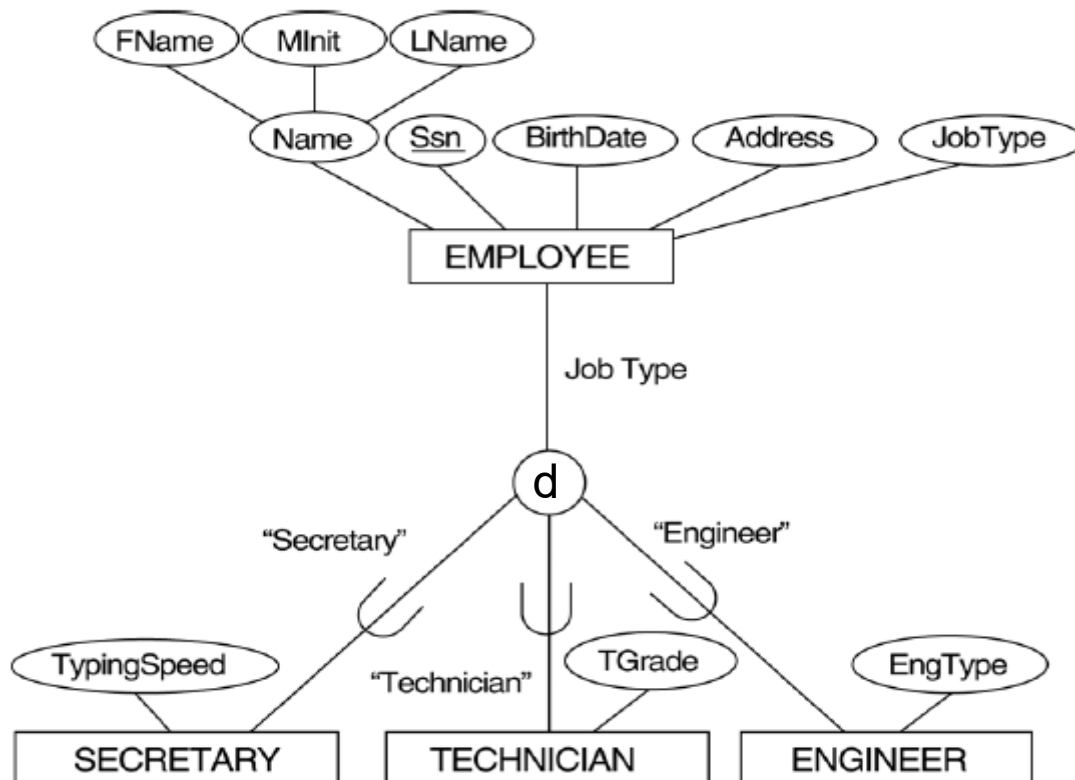 FName MInit LName
Name Ssn BirthDate Address JobType
EMPLOYEE
Job Type
d
“Secretary” “Engineer”
TypingSpeed “Technician” TGrade EngType
SECRETARY TECHNICIAN ENGINEER